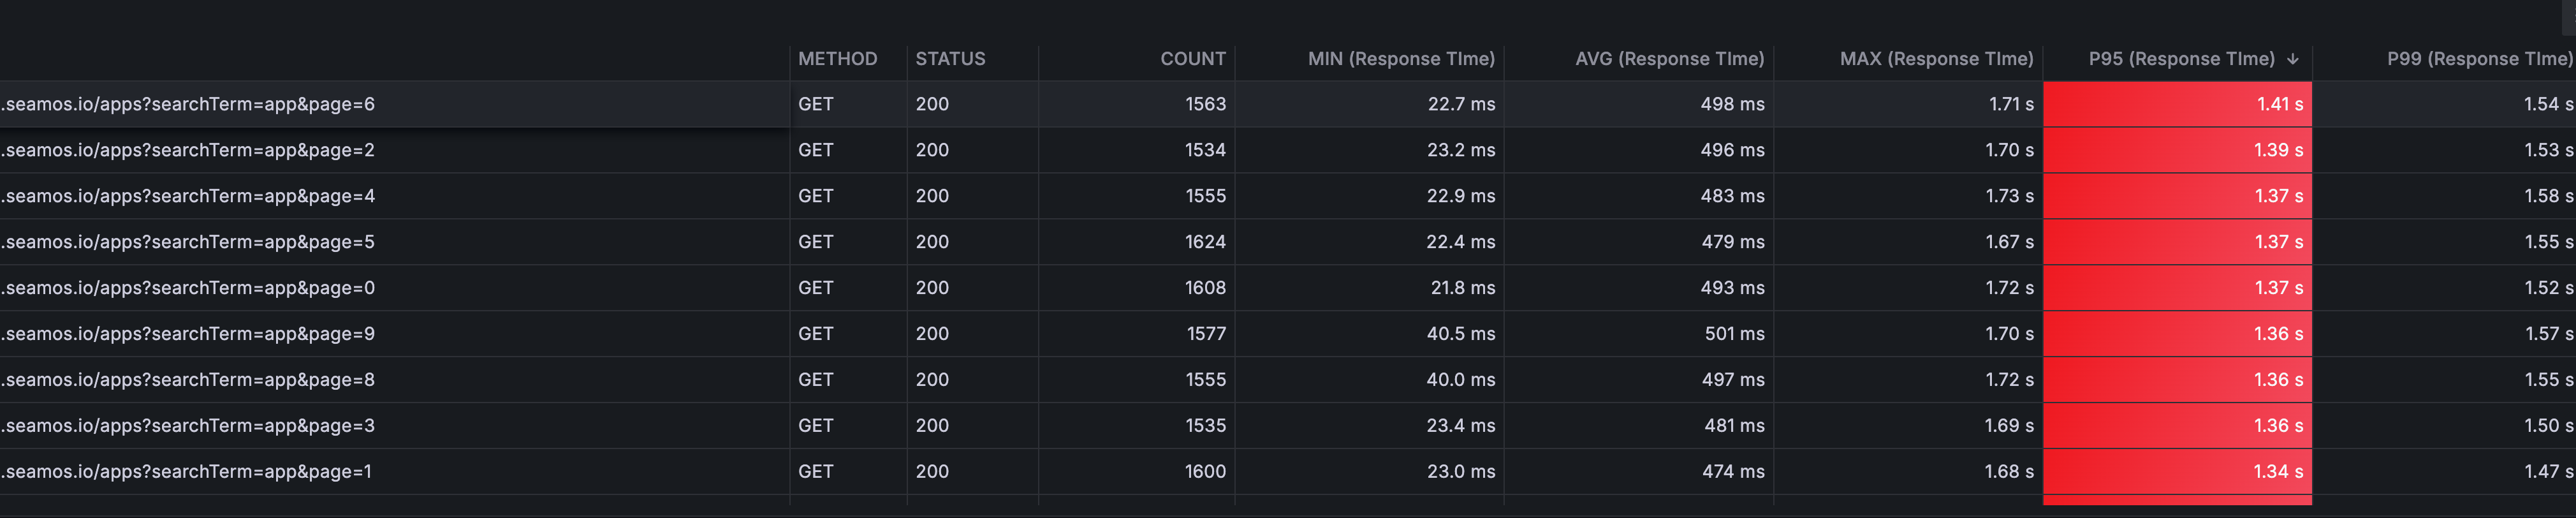 METHOD STATUS COUNT MIN (Response TIme) AVG (Response TIme) MAX (Response TIme) P95 (Response TIme) ↓ P99 (Response TIme)
.seamos.io/apps?searchTerm=app&page=6 GET 200 1563 22.7 ms 498 ms 1.71 s 1.41 s 1.54 s
.seamos.io/apps?searchTerm=app&page=2 GET 200 1534 23.2 ms 496 ms 1.70 s 1.39 s 1.53 s
.seamos.io/apps?searchTerm=app&page=4 GET 200 1555 22.9 ms 483 ms 1.73 s 1.37 s 1.58 s
.seamos.io/apps?searchTerm=app&page=5 GET 200 1624 22.4 ms 479 ms 1.67 s 1.37 s 1.55 s
.seamos.io/apps?searchTerm=app&page=0 GET 200 1608 21.8 ms 493 ms 1.72 s 1.37 s 1.52 s
.seamos.io/apps?searchTerm=app&page=9 GET 200 1577 40.5 ms 501 ms 1.70 s 1.36 s 1.57 s
.seamos.io/apps?searchTerm=app&page=8 GET 200 1555 40.0 ms 497 ms 1.72 s 1.36 s 1.55 s
.seamos.io/apps?searchTerm=app&page=3 GET 200 1535 23.4 ms 481 ms 1.69 s 1.36 s 1.50 s
.seamos.io/apps?searchTerm=app&page=1 GET 200 1600 23.0 ms 474 ms 1.68 s 1.34 s 1.47 s